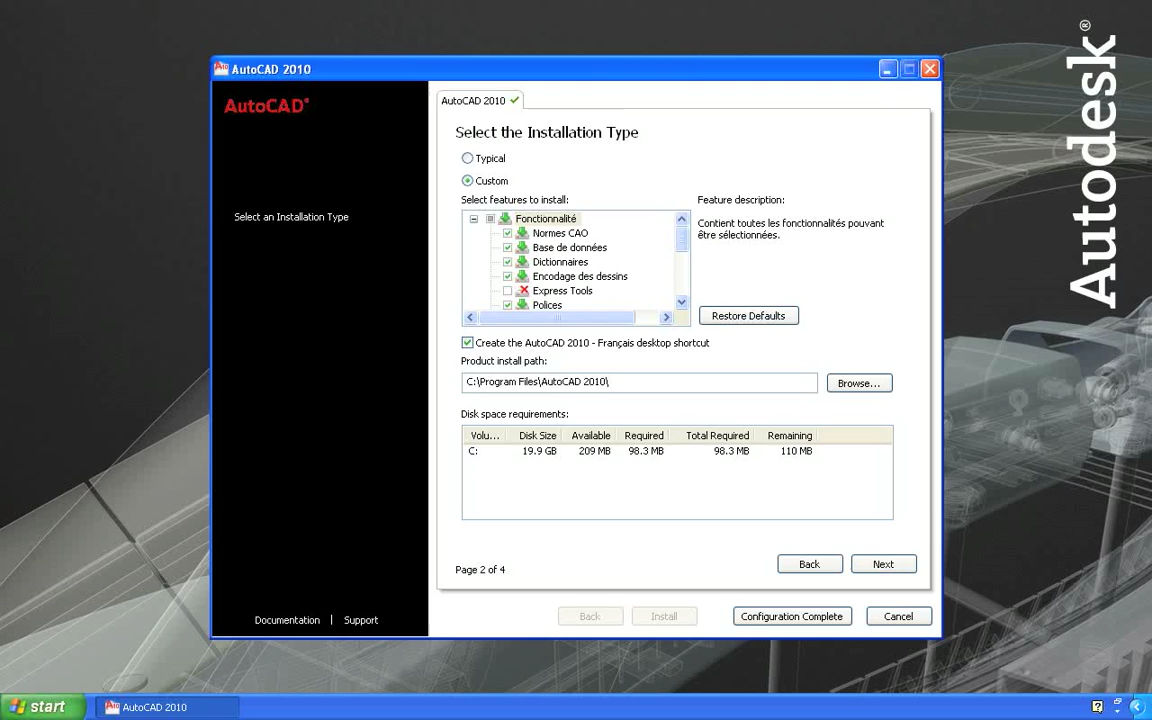 AutoCAD 2010
Autodesk®
AutoCAD®
AutoCAD 2010
Select an Installation Type
Select the Installation Type
Typical
Custom
Select features to install:
Feature description:
Fonctionnalité
Normes CAO
Base de données
Dictionnaires
Encodage des dessins
Express Tools
Polices
Contient toutes les fonctionnalités pouvant
être sélectionnées.
Restore Defaults
Create the AutoCAD 2010 - Français desktop shortcut
Product install path:
C:\Program Files\AutoCAD 2010\
Browse...
Disk space requirements:
Volu... Disk Size Available Required Total Required Remaining
C: 19.9 GB 209 MB 98.3 MB 98.3 MB 110 MB
Page 2 of 4
Back Next
Documentation | Support
Back Install Configuration Complete Cancel
start
AutoCAD 2010